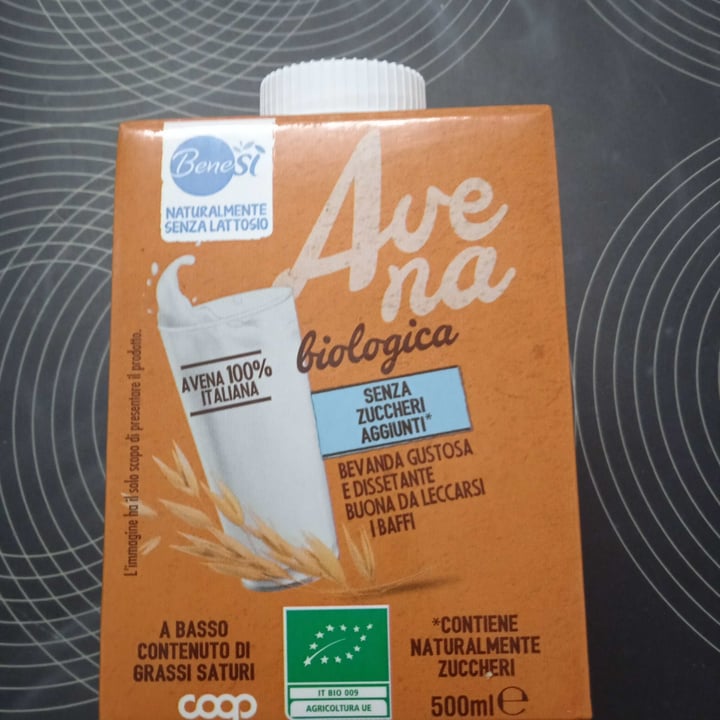 BeneSì
NATURALMENTE
SENZA LATTOSIO
Ave
na
biologica
AVENA 100%
ITALIANA
SENZA
ZUCCHERI
AGGIUNTI*
BEVANDA GUSTOSA
E DISSETANTE
BUONA DA LECCARSI
I BAFFI
L'immagine ha il solo scopo di presentare il prodotto.
A BASSO
CONTENUTO DI
GRASSI SATURI
coop
IT BIO 009
AGRICOLTURA UE
*CONTIENE
NATURALMENTE
ZUCCHERI
500ml e